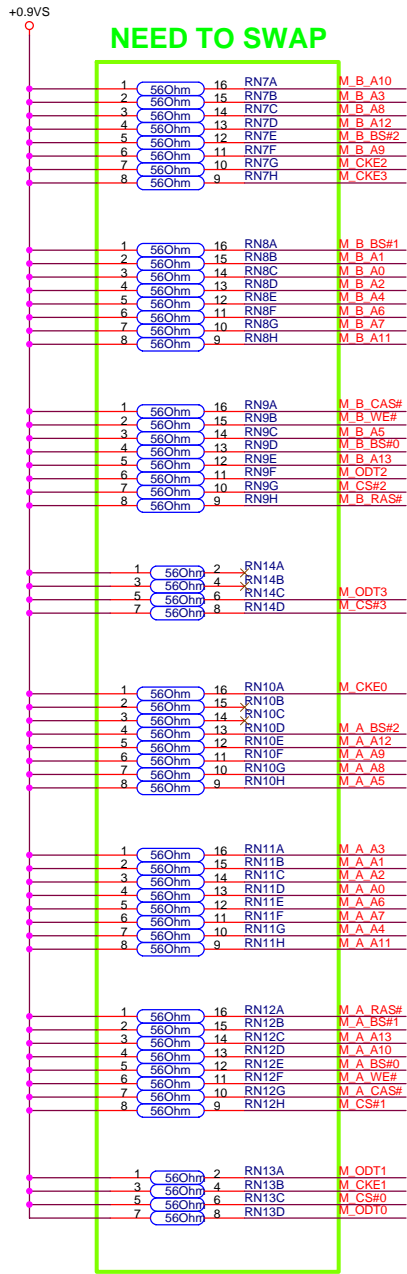 +0.9VS
NEED TO SWAP
1 56Ohm 16 RN7A M_B_A10
2 56Ohm 15 RN7B M_B_A3
3 56Ohm 14 RN7C M_B_A8
4 56Ohm 13 RN7D M_B_A12
5 56Ohm 12 RN7E M_B_BS#2
6 56Ohm 11 RN7F M_B_A9
7 56Ohm 10 RN7G M_CKE2
8 56Ohm 9 RN7H M_CKE3
1 56Ohm 16 RN8A M_B_BS#1
2 56Ohm 15 RN8B M_B_A1
3 56Ohm 14 RN8C M_B_A0
4 56Ohm 13 RN8D M_B_A2
5 56Ohm 12 RN8E M_B_A4
6 56Ohm 11 RN8F M_B_A6
7 56Ohm 10 RN8G M_B_A7
8 56Ohm 9 RN8H M_B_A11
1 56Ohm 16 RN9A M_B_CAS#
2 56Ohm 15 RN9B M_B_WE#
3 56Ohm 14 RN9C M_B_A5
4 56Ohm 13 RN9D M_B_BS#0
5 56Ohm 12 RN9E M_B_A13
6 56Ohm 11 RN9F M_ODT2
7 56Ohm 10 RN9G M_CS#2
8 56Ohm 9 RN9H M_B_RAS#
1 56Ohm 2 RN14A
3 56Ohm 4 RN14B
5 56Ohm 6 RN14C M_ODT3
7 56Ohm 8 RN14D M_CS#3
1 56Ohm 16 RN10A M_CKE0
2 56Ohm 15 RN10B
3 56Ohm 14 RN10C
4 56Ohm 13 RN10D M_A_BS#2
5 56Ohm 12 RN10E M_A_A12
6 56Ohm 11 RN10F M_A_A9
7 56Ohm 10 RN10G M_A_A8
8 56Ohm 9 RN10H M_A_A5
1 56Ohm 16 RN11A M_A_A3
2 56Ohm 15 RN11B M_A_A1
3 56Ohm 14 RN11C M_A_A2
4 56Ohm 13 RN11D M_A_A0
5 56Ohm 12 RN11E M_A_A6
6 56Ohm 11 RN11F M_A_A7
7 56Ohm 10 RN11G M_A_A4
8 56Ohm 9 RN11H M_A_A11
1 56Ohm 16 RN12A M_A_RAS#
2 56Ohm 15 RN12B M_A_BS#1
3 56Ohm 14 RN12C M_A_A13
4 56Ohm 13 RN12D M_A_A10
5 56Ohm 12 RN12E M_A_BS#0
6 56Ohm 11 RN12F M_A_WE#
7 56Ohm 10 RN12G M_A_CAS#
8 56Ohm 9 RN12H M_CS#1
1 56Ohm 2 RN13A M_ODT1
3 56Ohm 4 RN13B M_CKE1
5 56Ohm 6 RN13C M_CS#0
7 56Ohm 8 RN13D M_ODT0